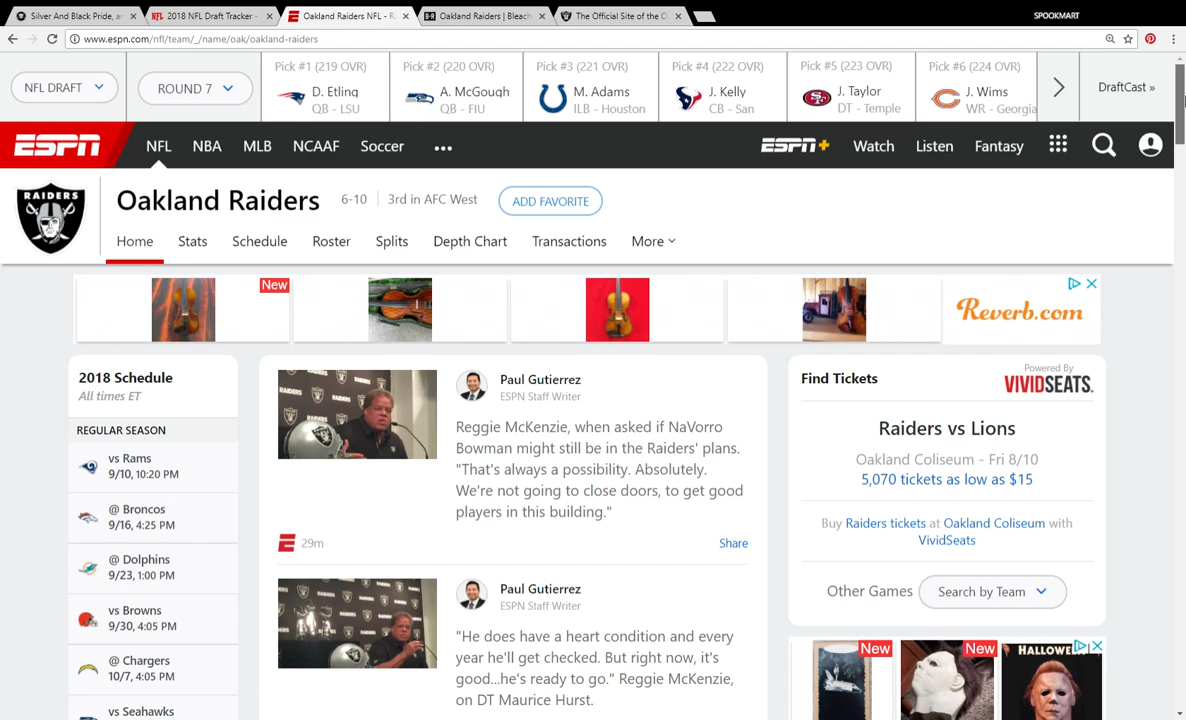 Silver And Black Pride, a
2018 NFL Draft Tracker -
Oakland Raiders NFL - R
Oakland Raiders | Bleach
The Official Site of the O
SPOOKMART
www.espn.com/nfl/team/_/name/oak/oakland-raiders
NFL DRAFT
ROUND 7
Pick #1 (219 OVR)
D. Etling
QB - LSU
Pick #2 (220 OVR)
A. McGough
QB - FIU
Pick #3 (221 OVR)
M. Adams
ILB - Houston
Pick #4 (222 OVR)
J. Kelly
CB - San
Pick #5 (223 OVR)
J. Taylor
DT - Temple
Pick #6 (224 OVR)
J. Wims
WR - Georgia
DraftCast »
ESPN
NFL
NBA
MLB
NCAAF
Soccer
ESPN+
Watch
Listen
Fantasy
RAIDERS
Oakland Raiders
6-10
3rd in AFC West
ADD FAVORITE
Home
Stats
Schedule
Roster
Splits
Depth Chart
Transactions
More
New
Reverb.com
2018 Schedule
All times ET
REGULAR SEASON
vs Rams
9/10, 10:20 PM
@ Broncos
9/16, 4:25 PM
@ Dolphins
9/23, 1:00 PM
vs Browns
9/30, 4:05 PM
@ Chargers
10/7, 4:05 PM
vs Seahawks
Paul Gutierrez
ESPN Staff Writer
Reggie McKenzie, when asked if NaVorro
Bowman might still be in the Raiders' plans.
"That's always a possibility. Absolutely.
We're not going to close doors, to get good
players in this building."
29m
Share
Paul Gutierrez
ESPN Staff Writer
"He does have a heart condition and every
year he'll get checked. But right now, it's
good...he's ready to go." Reggie McKenzie,
on DT Maurice Hurst.
Find Tickets
Powered By
VIVIDSEATS.
Raiders vs Lions
Oakland Coliseum - Fri 8/10
5,070 tickets as low as $15
Buy Raiders tickets at Oakland Coliseum with
VividSeats
Other Games
Search by Team
New
New
HALLOWE